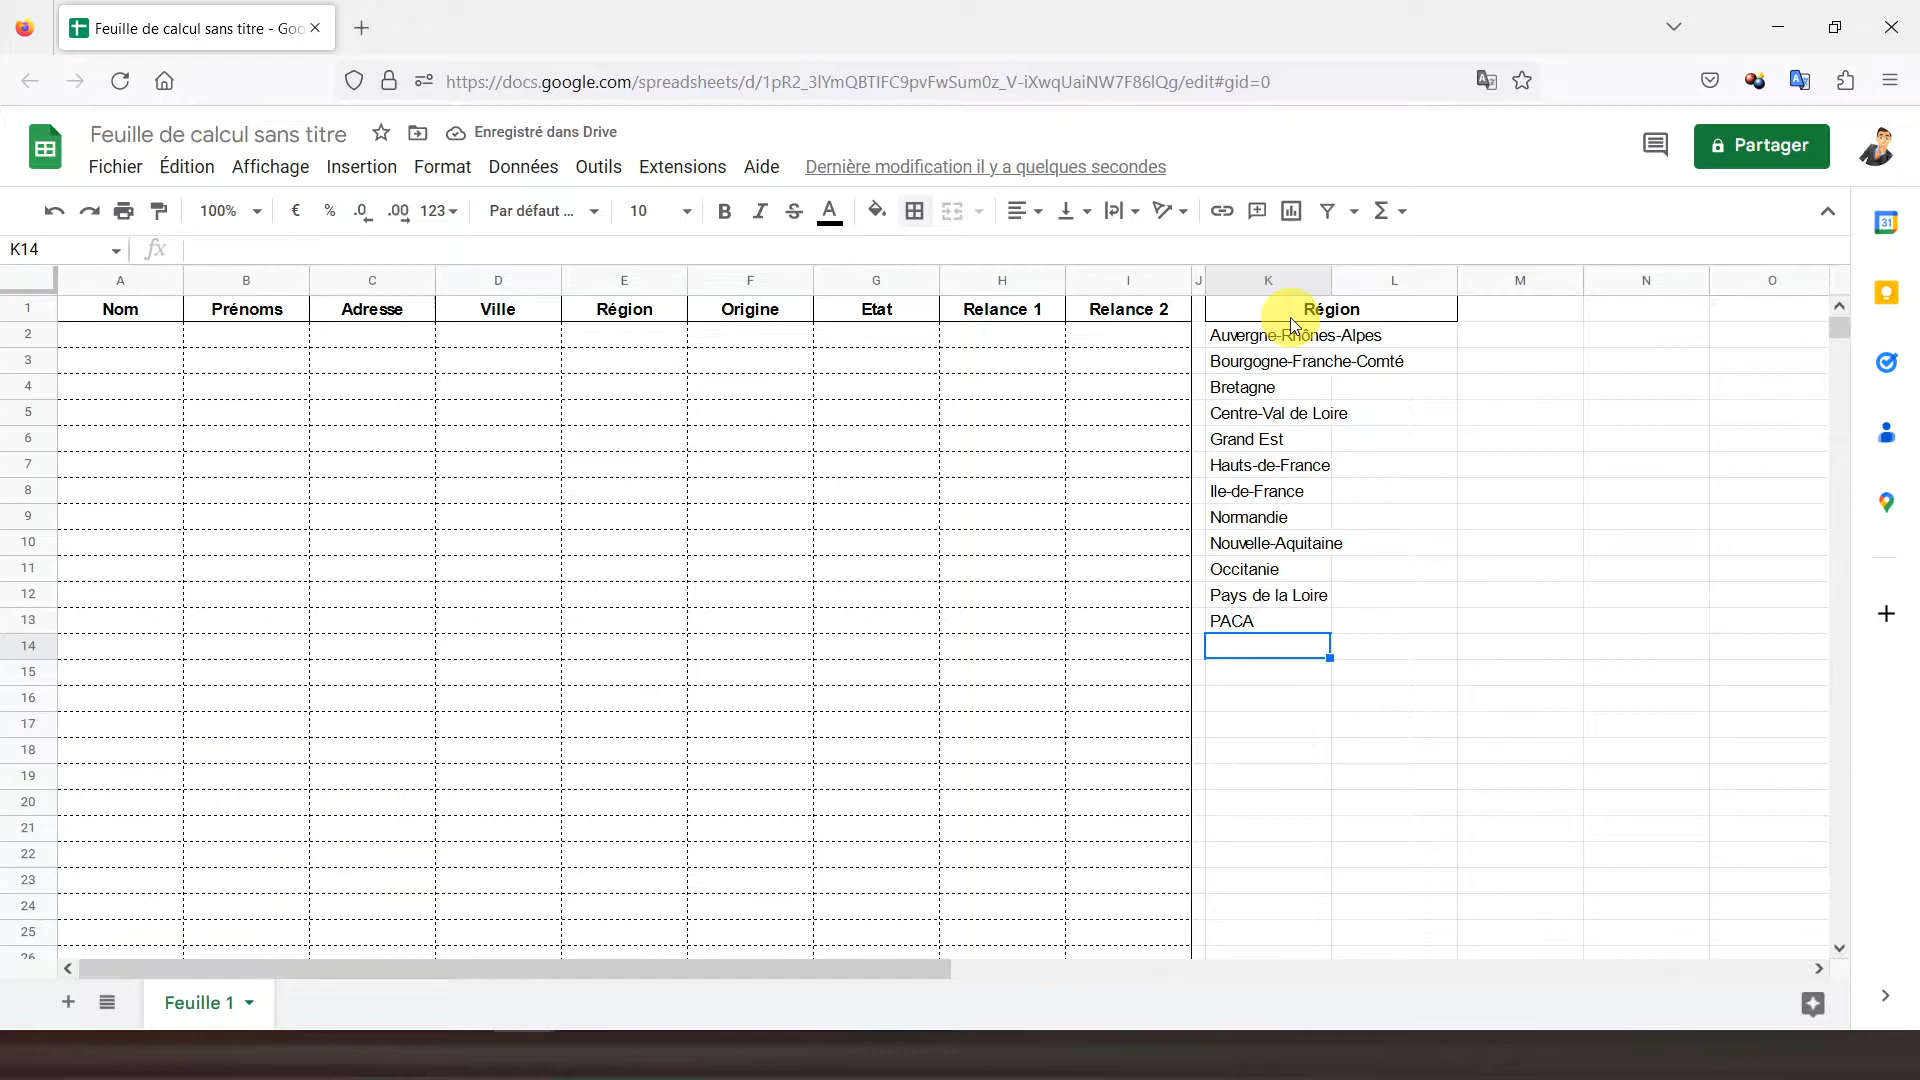 Feuille de calcul sans titre - Goo
https://docs.google.com/spreadsheets/d/1pR2_3lYmQBTIFC9pvFwSum0z_V-iXwqUaiNW7F86lQg/edit#gid=0
Feuille de calcul sans titre
Enregistré dans Drive
Fichier Édition Affichage Insertion Format Données Outils Extensions Aide
Dernière modification il y a quelques secondes
Partager
100% € % .0 .00 123 Par défaut ... 10 B I S A Σ
31
K14 fx
A B C D E F G H I J K L M N O
1 Nom Prénoms Adresse Ville Région Origine Etat Relance 1 Relance 2 Région
2 Auvergne-Rhônes-Alpes
3 Bourgogne-Franche-Comté
4 Bretagne
5 Centre-Val de Loire
6 Grand Est
7 Hauts-de-France
8 Ile-de-France
9 Normandie
10 Nouvelle-Aquitaine
11 Occitanie
12 Pays de la Loire
13 PACA
14
15
16
17
18
19
20
21
22
23
24
25
26
Feuille 1